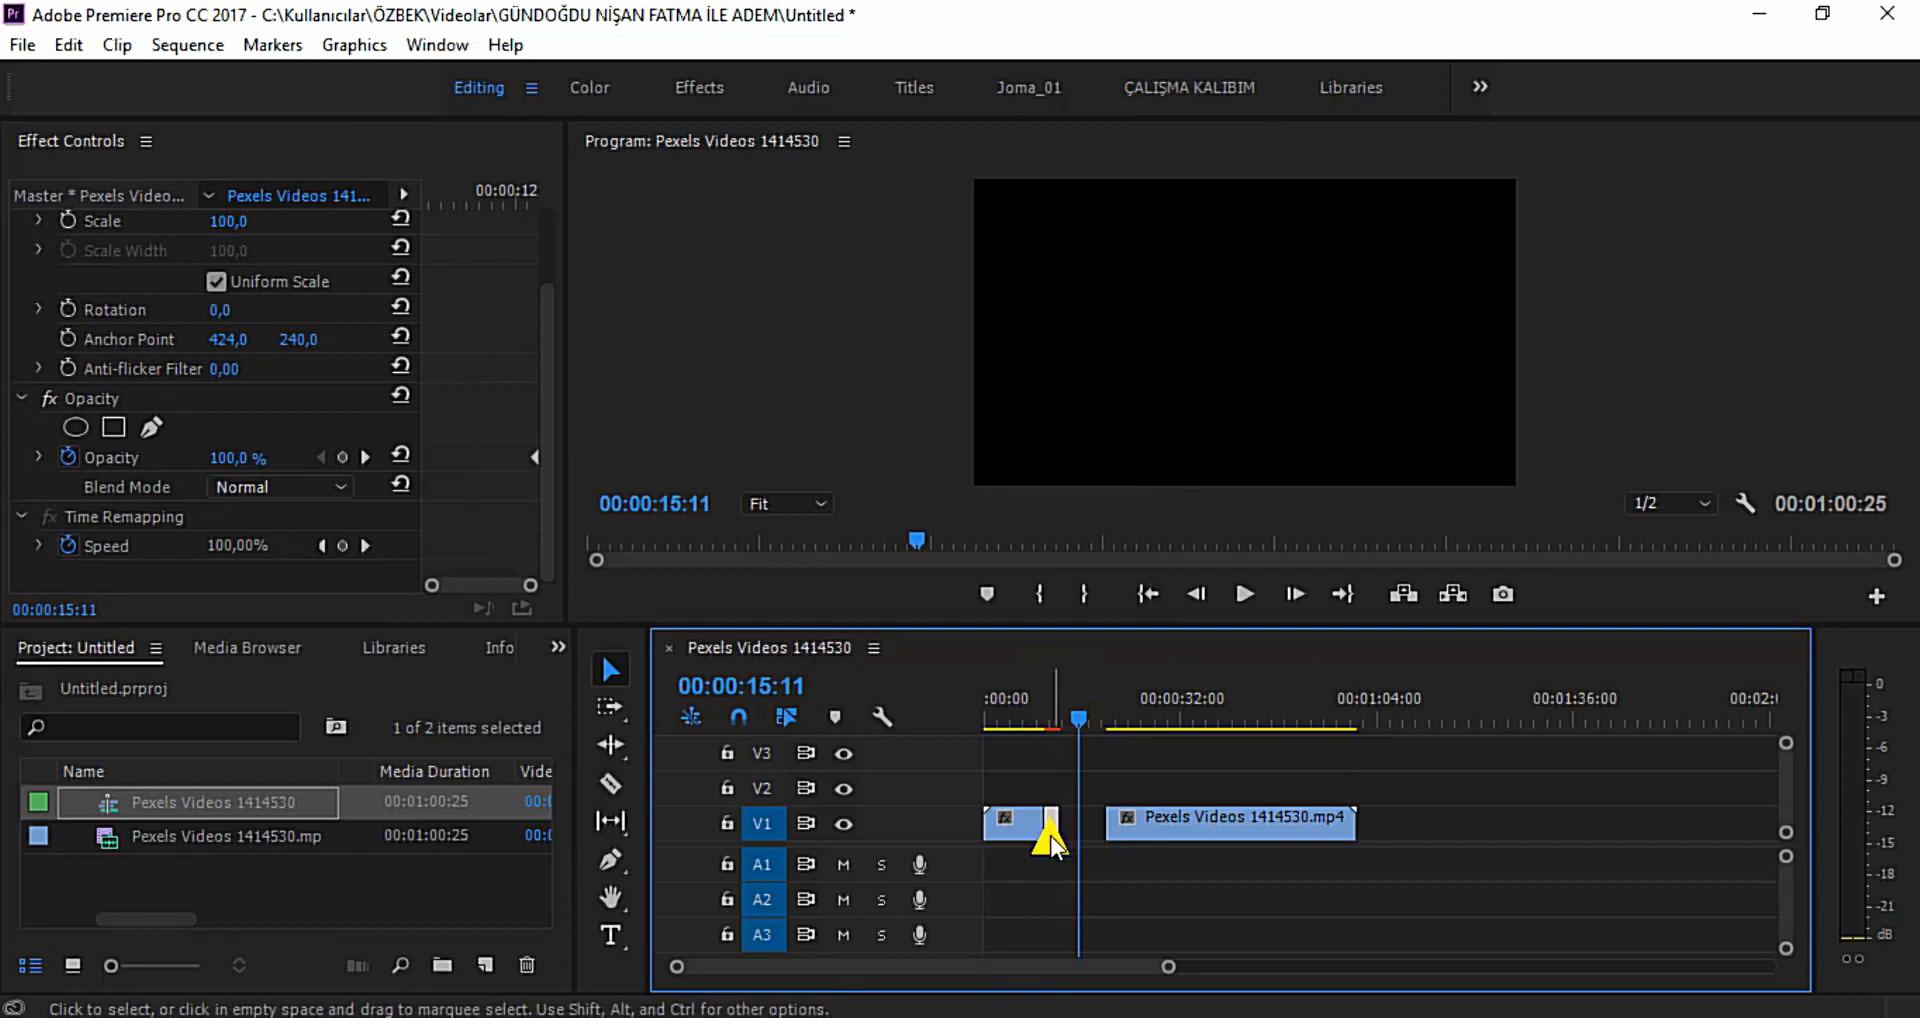 Pr Adobe Premiere Pro CC 2017 - C:\Kullanıcılar\ÖZBEK\Videolar\GÜNDOĞDU NİŞAN FATMA İLE ADEM\Untitled *
File Edit Clip Sequence Markers Graphics Window Help
Editing Color Effects Audio Titles Joma_01 ÇALIŞMA KALIBIM Libraries
Effect Controls
Master * Pexels Video... Pexels Videos 141...
00:00:12
Scale 100,0
Scale Width 100,0
Uniform Scale
Rotation 0,0
Anchor Point 424,0 240,0
Anti-flicker Filter 0,00
fx Opacity
Opacity 100,0 %
Blend Mode Normal
fx Time Remapping
Speed 100,00%
00:00:15:11
Program: Pexels Videos 1414530
00:00:15:11 Fit 1/2 00:01:00:25
Project: Untitled Media Browser Libraries Info
Untitled.prproj
1 of 2 items selected
Name Media Duration Vide
Pexels Videos 1414530 00:01:00:25 00:0
Pexels Videos 1414530.mp 00:01:00:25 00:0
T
× Pexels Videos 1414530
00:00:15:11
:00:00 00:00:32:00 00:01:04:00 00:01:36:00 00:02:0
V3
V2
V1 fx fx Pexels Videos 1414530.mp4
A1 M S
A2 M S
A3 M S
0
-3
-6
-9
-12
-15
-18
-21
dB
Click to select, or click in empty space and drag to marquee select. Use Shift, Alt, and Ctrl for other options.